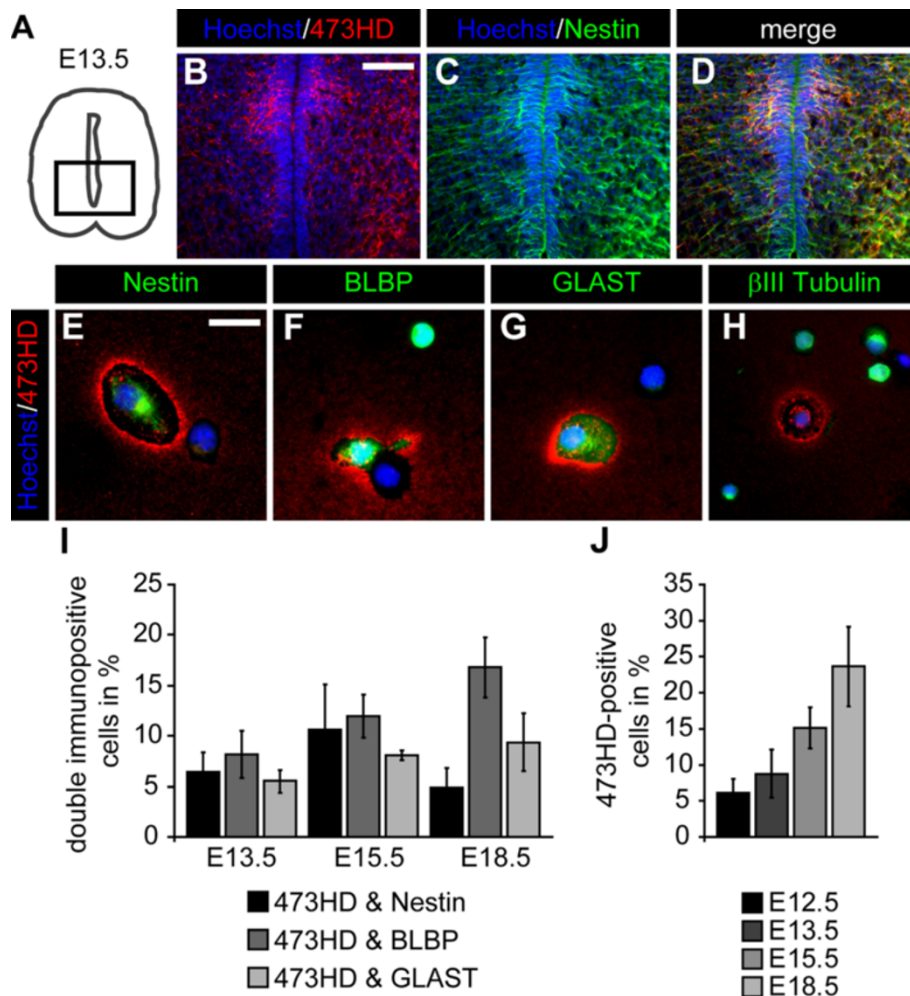 A
E13.5
Hoechst/473HD
Hoechst/Nestin
merge
B
C
D
Nestin
BLBP
GLAST
βIII Tubulin
Hoechst/473HD
E
F
G
H
I
double immunopositive
cells in %
25
20
15
10
5
0
E13.5
E15.5
E18.5
473HD & Nestin
473HD & BLBP
473HD & GLAST
J
473HD-positive
cells in %
35
30
25
20
15
10
5
0
E12.5
E13.5
E15.5
E18.5